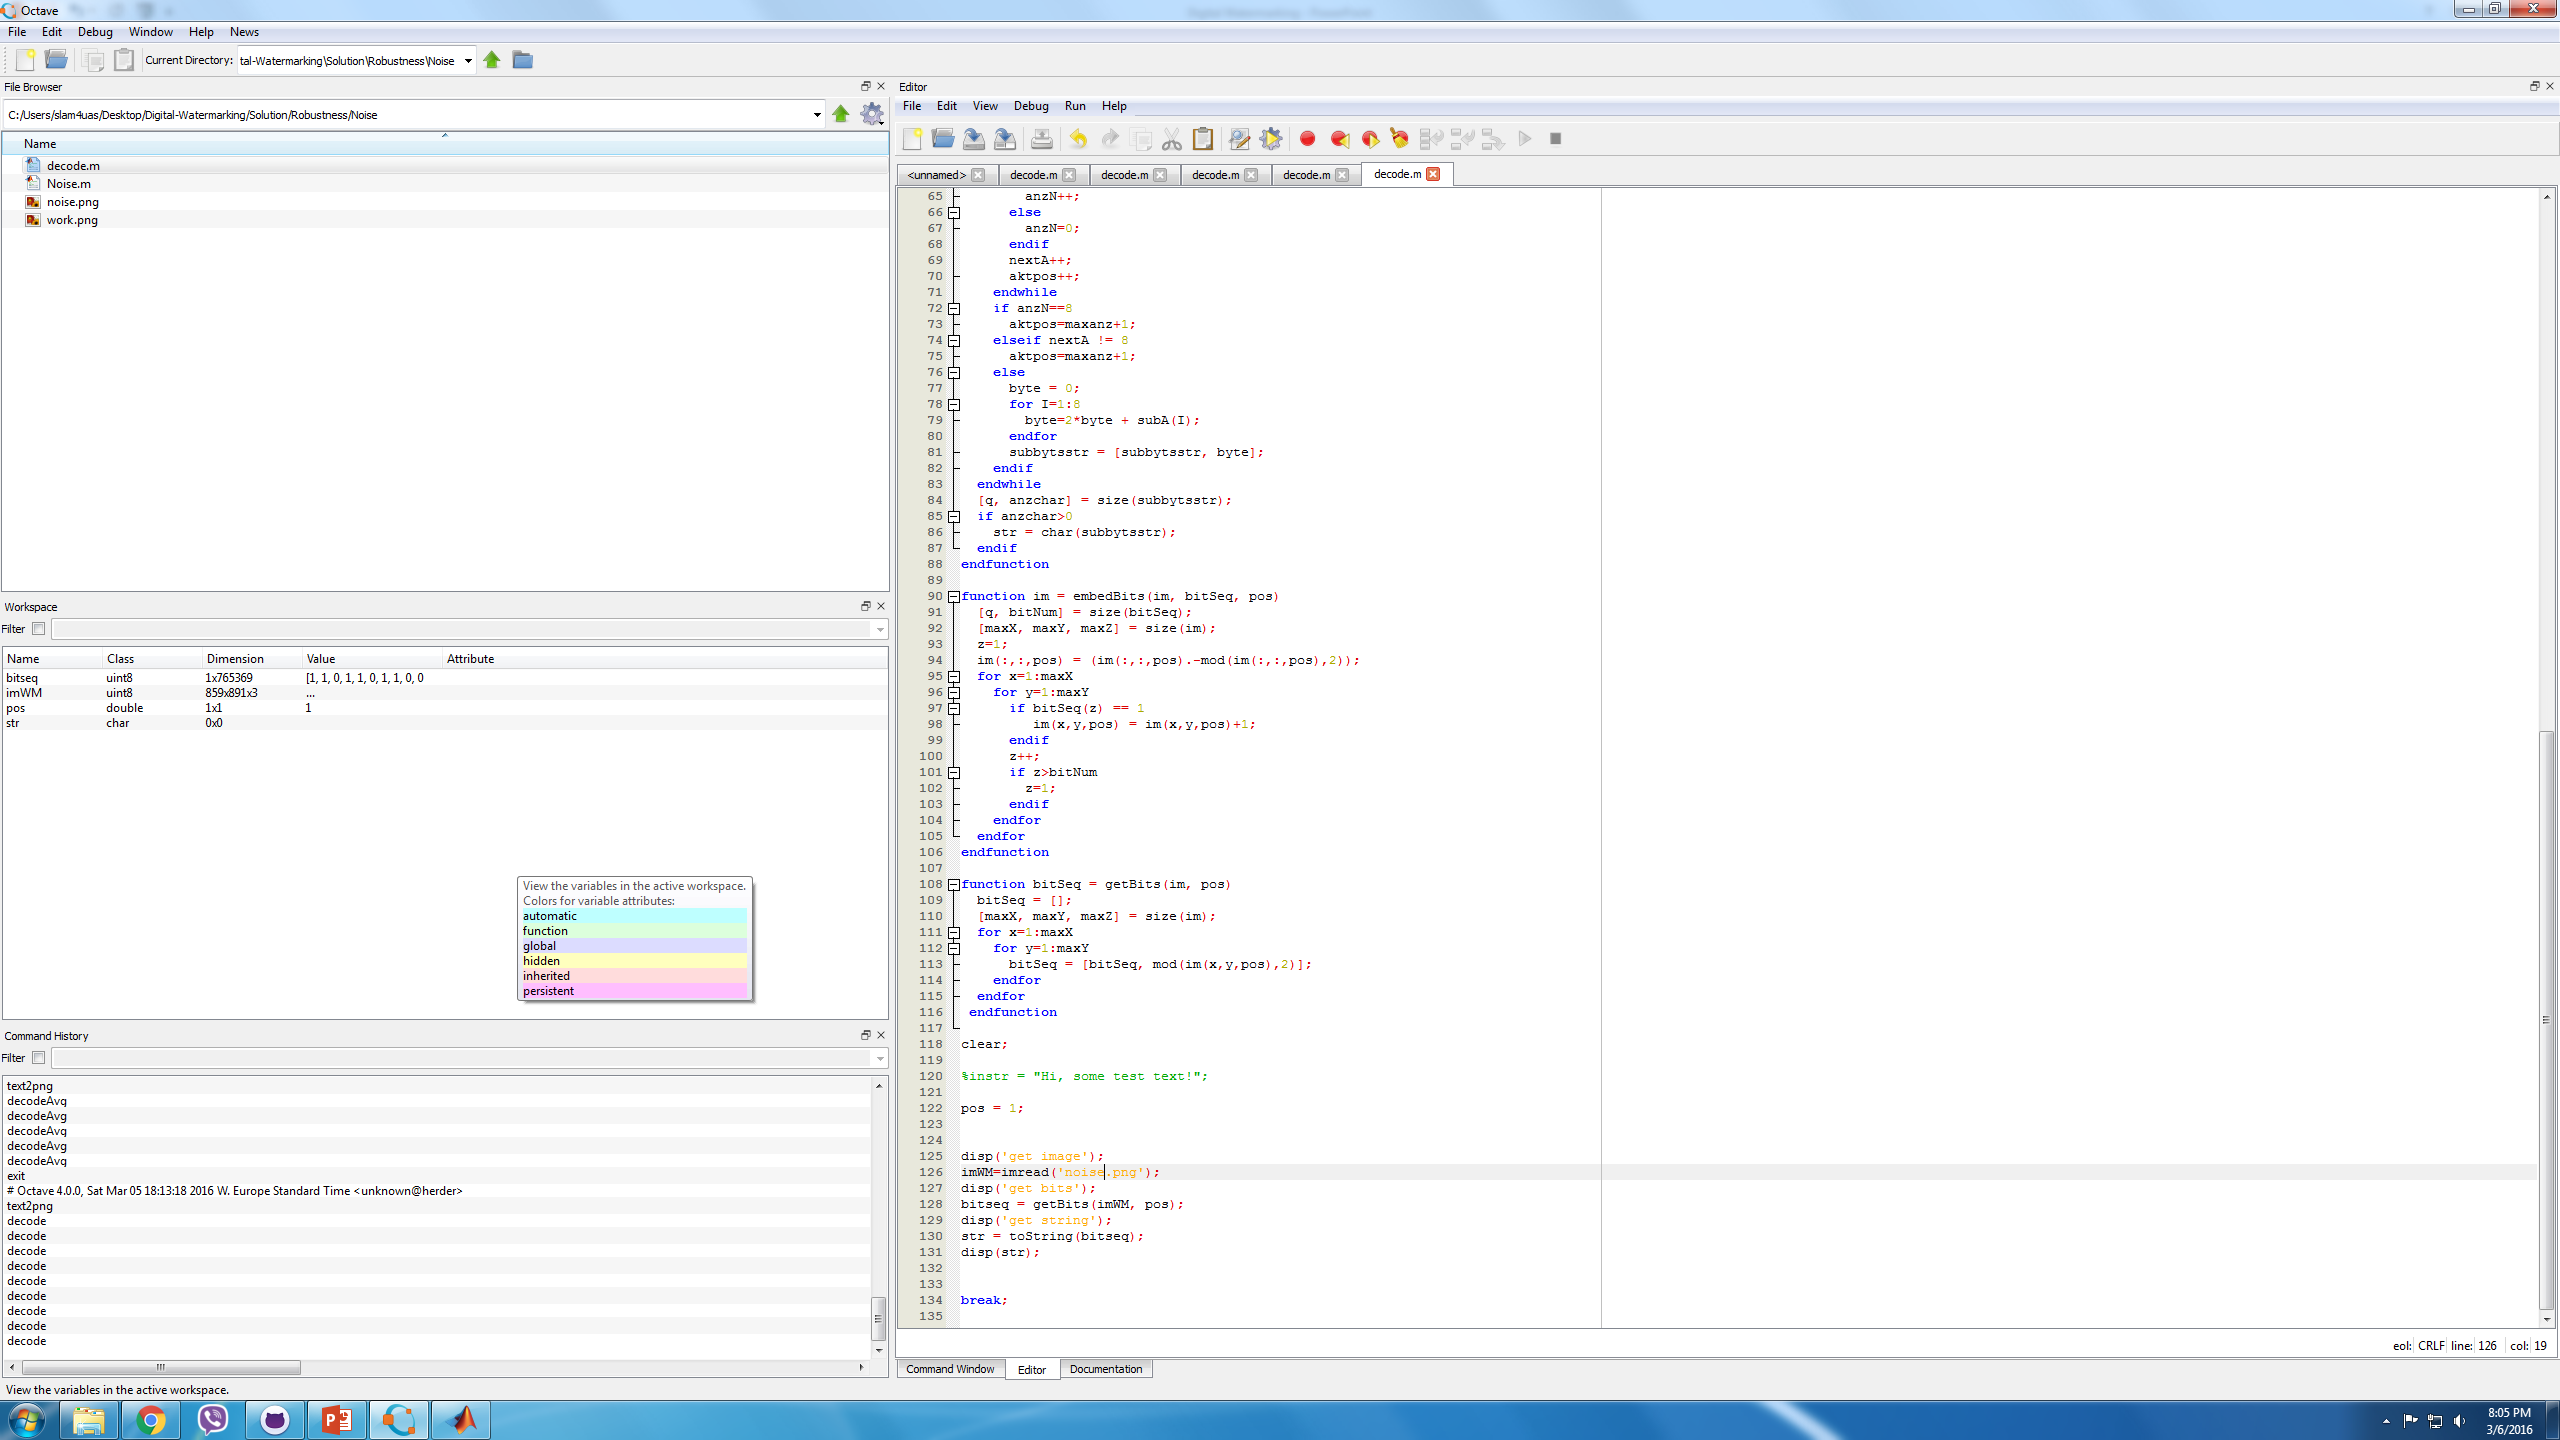 Octave
File Edit Debug Window Help News
Current Directory: tal-Watermarking\Solution\Robustness\Noise
File Browser
C:/Users/slam4uas/Desktop/Digital-Watermarking/Solution/Robustness/Noise
Name
decode.m
Noise.m
noise.png
work.png
Workspace
Filter
Name Class Dimension Value Attribute
bitseq uint8 1x765369 [1, 1, 0, 1, 1, 0, 1, 1, 0, 0
imWM uint8 859x891x3 ...
pos double 1x1 1
str char 0x0
View the variables in the active workspace.
Colors for variable attributes:
automatic
function
global
hidden
inherited
persistent
Command History
Filter
text2png
decodeAvg
decodeAvg
decodeAvg
decodeAvg
decodeAvg
exit
# Octave 4.0.0, Sat Mar 05 18:13:18 2016 W. Europe Standard Time <unknown@herder>
text2png
decode
decode
decode
decode
decode
decode
decode
decode
decode
View the variables in the active workspace.
Editor
File Edit View Debug Run Help
<unnamed> decode.m decode.m decode.m decode.m decode.m
65 anzN++;
66 else
67 anzN=0;
68 endif
69 nextA++;
70 aktpos++;
71 endwhile
72 if anzN==8
73 aktpos=maxanz+1;
74 elseif nextA != 8
75 aktpos=maxanz+1;
76 else
77 byte = 0;
78 for I=1:8
79 byte=2*byte + subA(I);
80 endfor
81 subbytsstr = [subbytsstr, byte];
82 endif
83 endwhile
84 [q, anzchar] = size(subbytsstr);
85 if anzchar>0
86 str = char(subbytsstr);
87 endif
88 endfunction
89
90 function im = embedBits(im, bitSeq, pos)
91 [q, bitNum] = size(bitSeq);
92 [maxX, maxY, maxZ] = size(im);
93 z=1;
94 im(:,:,pos) = (im(:,:,pos).-mod(im(:,:,pos),2));
95 for x=1:maxX
96 for y=1:maxY
97 if bitSeq(z) == 1
98 im(x,y,pos) = im(x,y,pos)+1;
99 endif
100 z++;
101 if z>bitNum
102 z=1;
103 endif
104 endfor
105 endfor
106 endfunction
107
108 function bitSeq = getBits(im, pos)
109 bitSeq = [];
110 [maxX, maxY, maxZ] = size(im);
111 for x=1:maxX
112 for y=1:maxY
113 bitSeq = [bitSeq, mod(im(x,y,pos),2)];
114 endfor
115 endfor
116 endfunction
117
118 clear;
119
120 %instr = "Hi, some test text!";
121
122 pos = 1;
123
124
125 disp('get image');
126 imWM=imread('noise.png');
127 disp('get bits');
128 bitseq = getBits(imWM, pos);
129 disp('get string');
130 str = toString(bitseq);
131 disp(str);
132
133
134 break;
135
eol: CRLF line: 126 col: 19
Command Window Editor Documentation
8:05 PM
3/6/2016